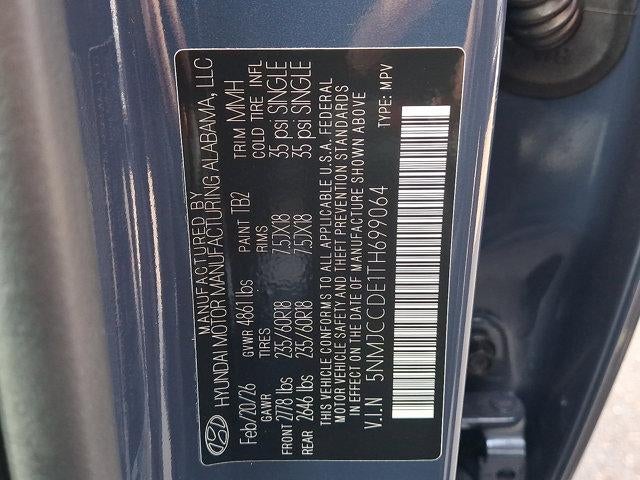 MANUFACTURED BY
HYUNDAI MOTOR MANUFACTURING ALABAMA, LLC
Feb/20/26 GVWR 4861 lbs PAINT TB2 TRIM MMH
GAWR TIRES RIMS COLD TIRE INFL
FRONT 2778 lbs 235/60R18 7.5JX18 35 psi SINGLE
REAR 2646 lbs 235/60R18 7.5JX18 35 psi SINGLE
THIS VEHICLE CONFORMS TO ALL APPLICABLE U.S.A. FEDERAL
MOTOR VEHICLE SAFETY AND THEFT PREVENTION STANDARDS
IN EFFECT ON THE DATE OF MANUFACTURE SHOWN ABOVE
V.I.N 5NMJCCDE1TH699064 TYPE: MPV